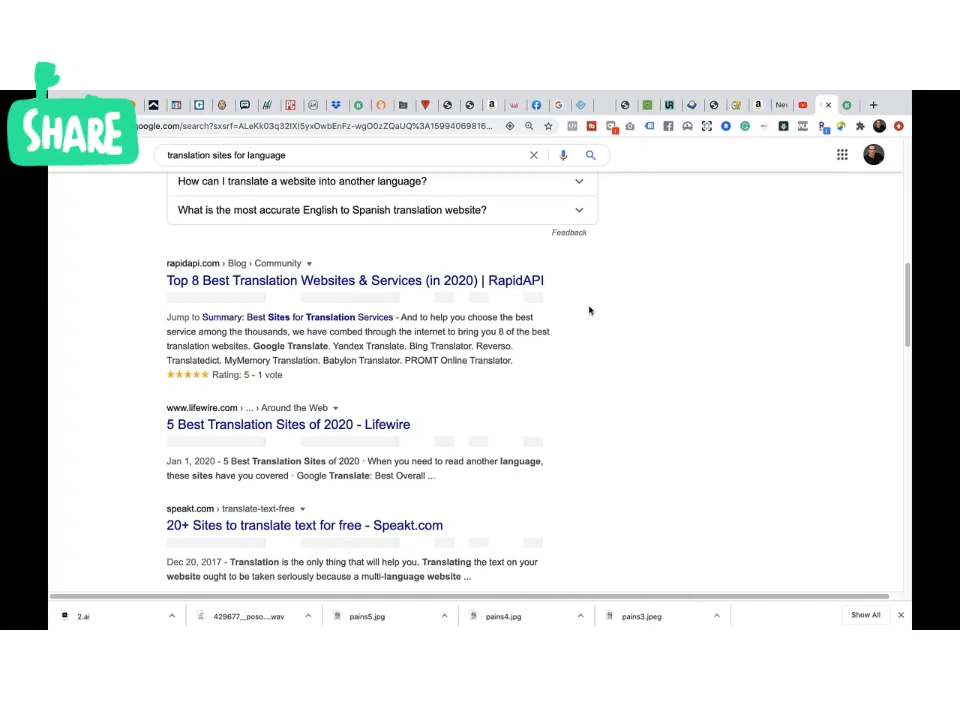 SHARE
New
google.com/search?sxsrf=ALeKk03q32IXI5yxOwbEnFz-wgO0zZQaUQ%3A15994069816...
translation sites for language
How can I translate a website into another language?
What is the most accurate English to Spanish translation website?
Feedback
rapidapi.com › Blog › Community
Top 8 Best Translation Websites & Services (in 2020) | RapidAPI
Jump to Summary: Best Sites for Translation Services - And to help you choose the best
service among the thousands, we have combed through the internet to bring you 8 of the best
translation websites. Google Translate. Yandex Translate. Bing Translator. Reverso.
Translatedict. MyMemory Translation. Babylon Translator. PROMT Online Translator.
Rating: 5 - 1 vote
www.lifewire.com › ... › Around the Web
5 Best Translation Sites of 2020 - Lifewire
Jan 1, 2020 - 5 Best Translation Sites of 2020 · When you need to read another language,
these sites have you covered · Google Translate: Best Overall ...
speakt.com › translate-text-free
20+ Sites to translate text for free - Speakt.com
Dec 20, 2017 - Translation is the only thing that will help you. Translating the text on your
website ought to be taken seriously because a multi-language website ...
2.ai
429677__poso....wav
pains5.jpg
pains4.jpg
pains3.jpeg
Show All